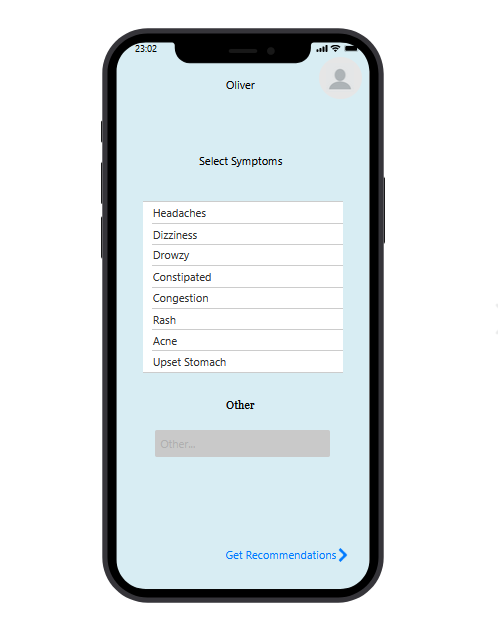 23:02
Oliver
Select Symptoms
Headaches
Dizziness
Drowzy
Constipated
Congestion
Rash
Acne
Upset Stomach
Other
Other...
Get Recommendations